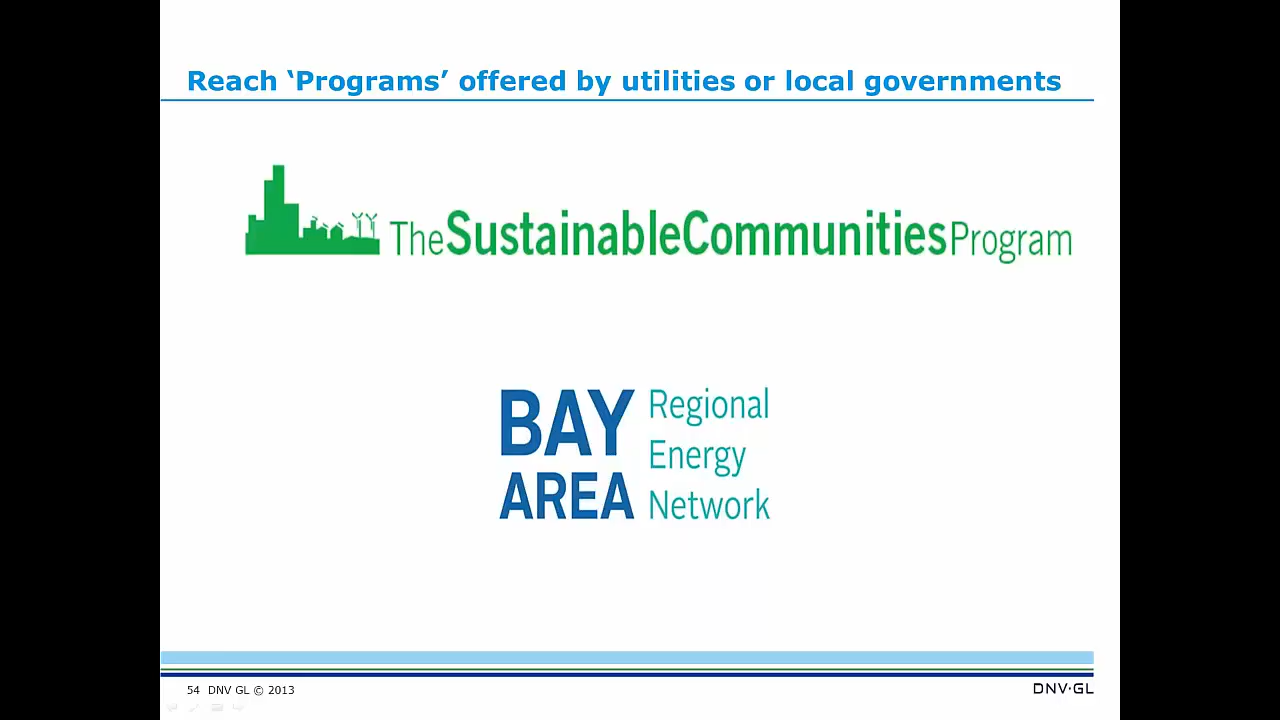 Reach ‘Programs’ offered by utilities or local governments
TheSustainableCommunitiesProgram
BAY Regional
Energy
AREA Network
54 DNV GL © 2013 DNV·GL